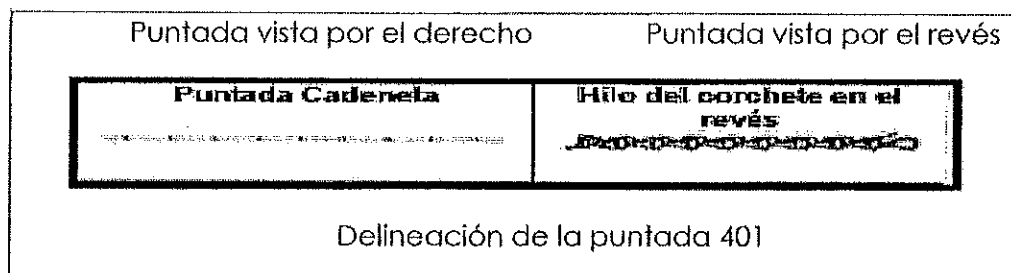 Puntada vista por el derecho
Puntada vista por el revés
Puntada Cadeneta
Hilo del corchete en el
revés
Delineación de la puntada 401